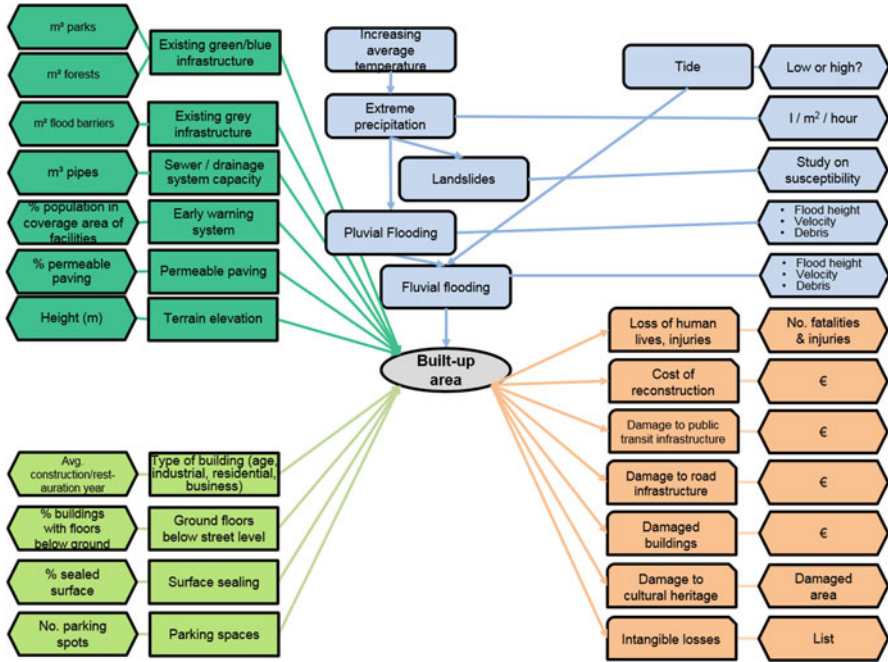 m² parks
m² forests
Existing green/blue
infrastructure
m² flood barriers
Existing grey
infrastructure
m³ pipes
Sewer / drainage
system capacity
% population in
coverage area of
facilities
Early warning
system
% permeable
paving
Permeable paving
Height (m)
Terrain elevation
Increasing
average
temperature
Extreme
precipitation
Landslides
Pluvial Flooding
Fluvial flooding
Tide
Low or high?
l / m² / hour
Study on
susceptibility
• Flood height
• Velocity
• Debris
• Flood height
• Velocity
• Debris
Built-up
area
Avg.
construction/rest-
auration year
Type of building (age,
industrial, residential,
business)
% buildings
with floors
below ground
Ground floors
below street level
% sealed
surface
Surface sealing
No. parking
spots
Parking spaces
Loss of human
lives, injuries
No. fatalities
& injuries
Cost of
reconstruction
€
Damage to public
transit infrastructure
€
Damage to road
infrastructure
€
Damaged
buildings
€
Damage to
cultural heritage
Damaged
area
Intangible losses
List